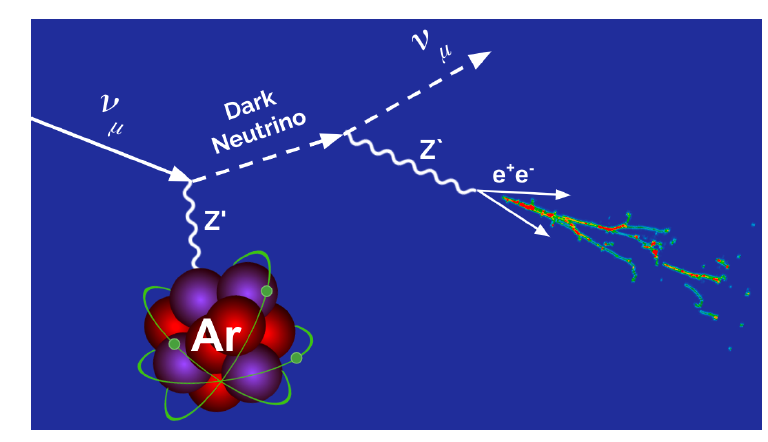 ν μ
ν μ
Dark
Neutrino
Z`
e⁺e⁻
Z'
Ar